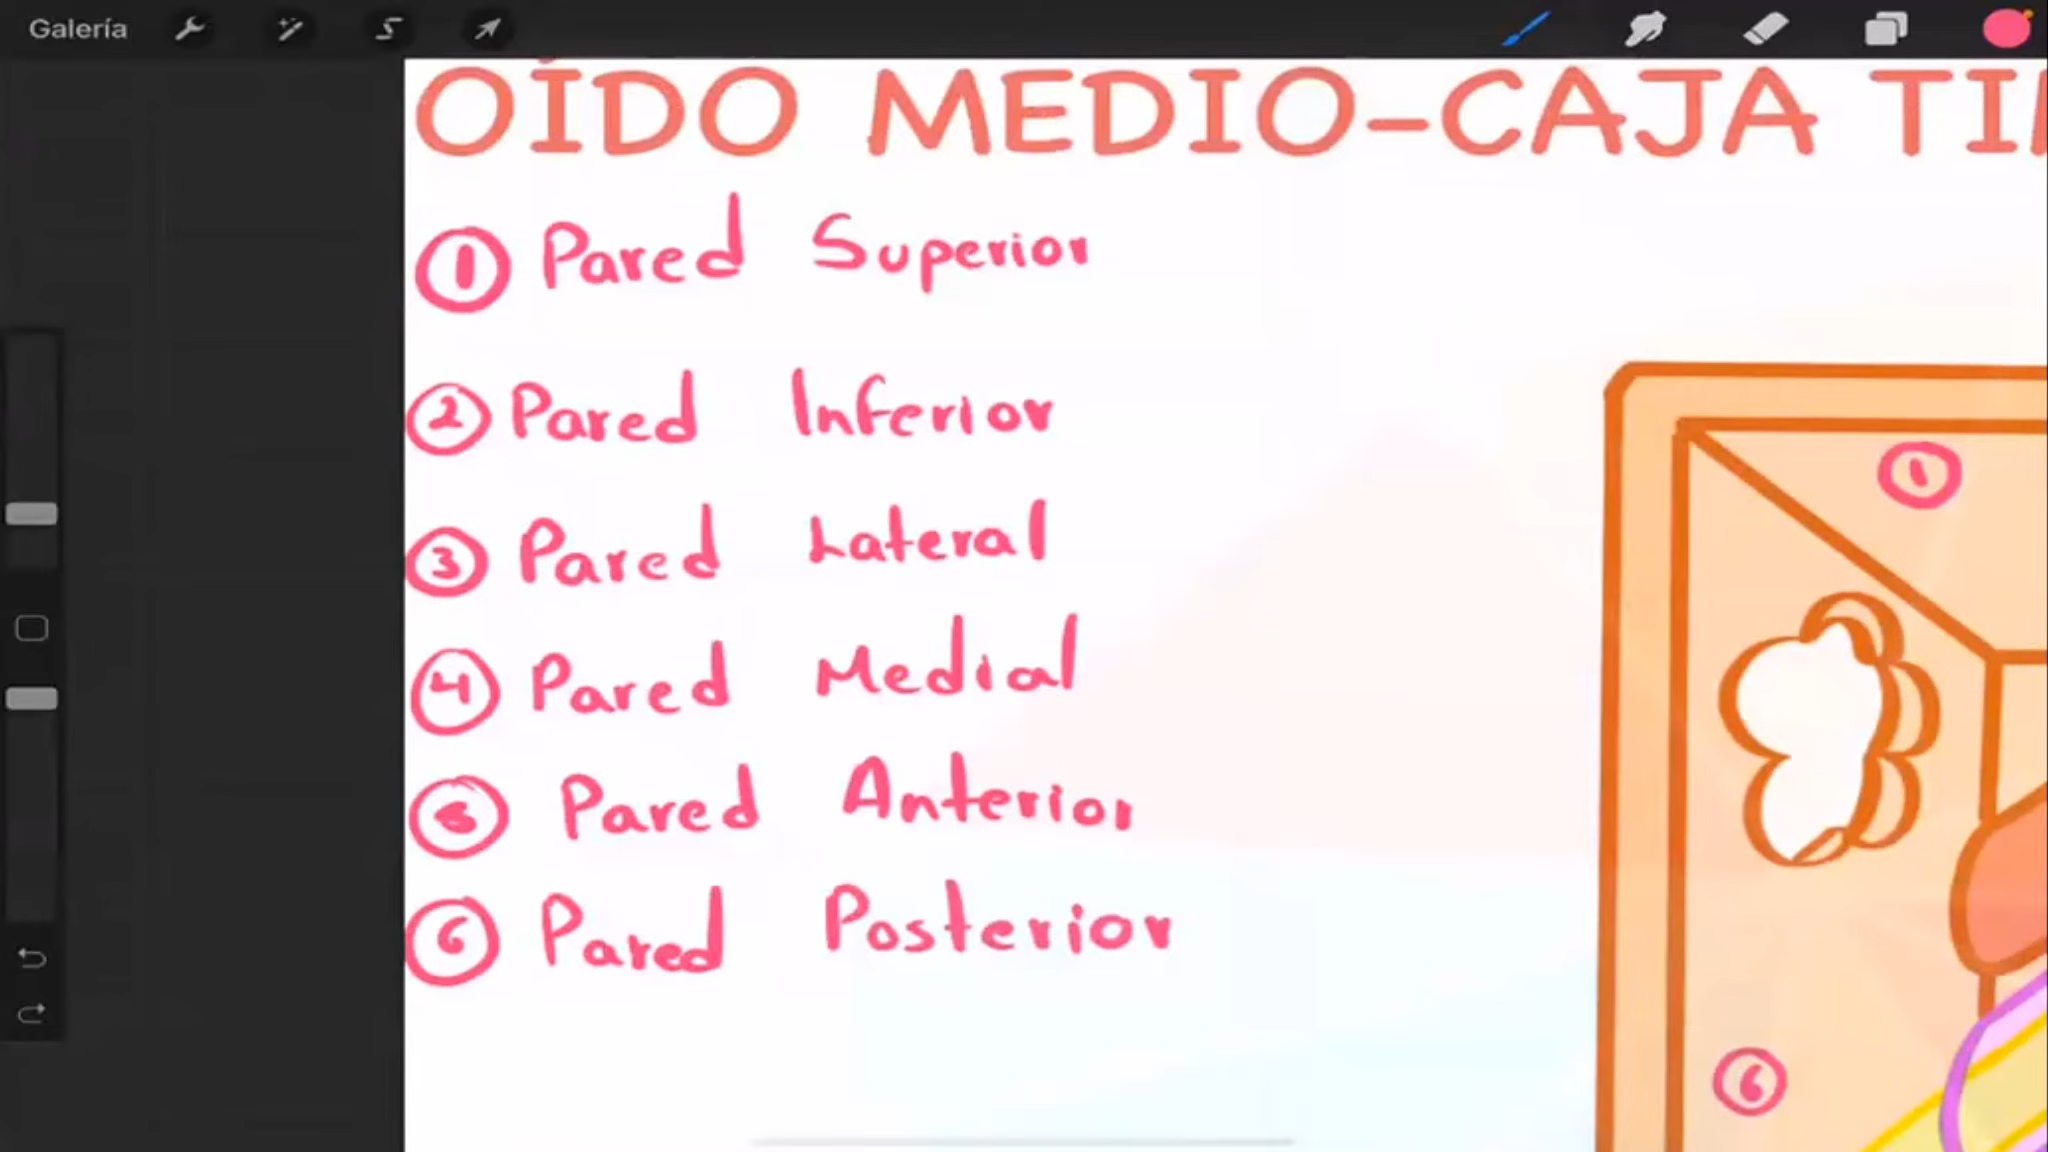 Galería
OÍDO MEDIO-CAJA
1 Pared Superior
2 Pared Inferior
3 Pared Lateral
4 Pared Medial
5 Pared Anterior
6 Pared Posterior
1
6